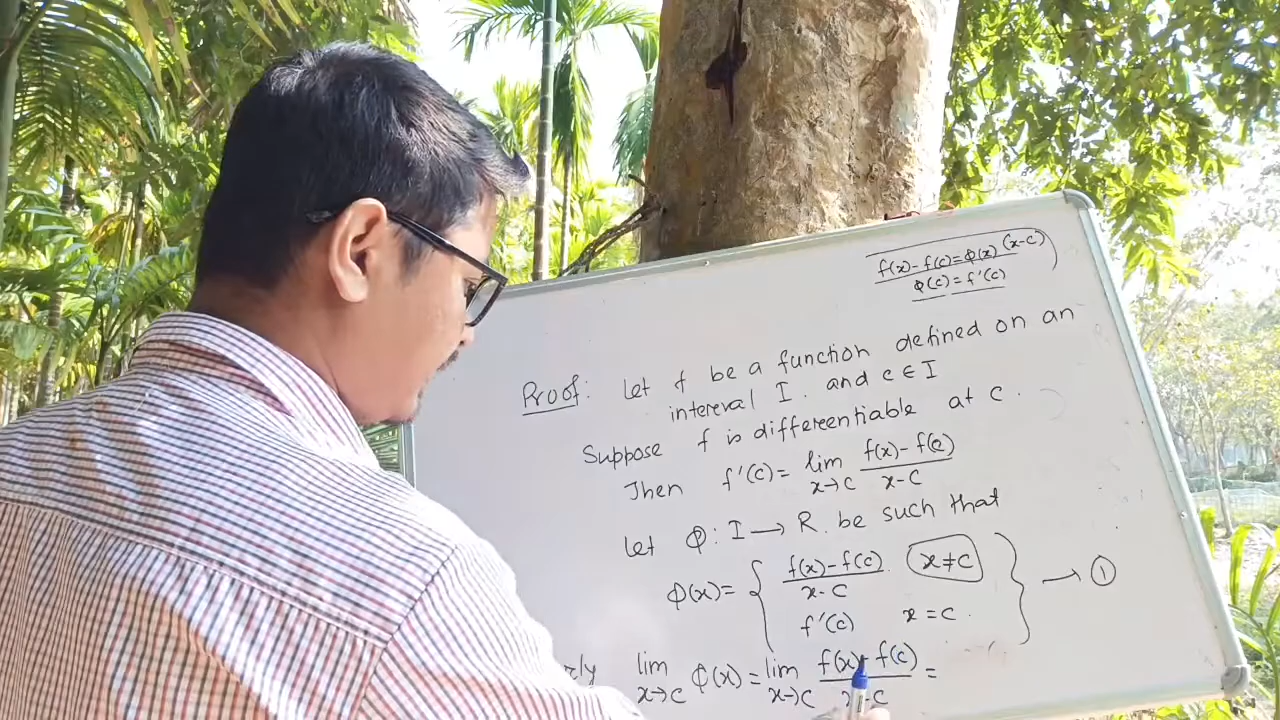 f(x)-f(c)=Φ(x)(x-c)
Φ(c)=f'(c)
Proof: Let f be a function defined on an
intereval I. and c∈I
Suppose f is differentiable at c.
Then f'(c)= lim x→c f(x)-f(c) / x-c
Let Φ: I → R. be such that
Φ(x)= { f(x)-f(c) / x-c x≠c
f'(c) x=c. } → ①
lim x→c Φ(x)= lim x→c f(x)-f(c) / x-c =